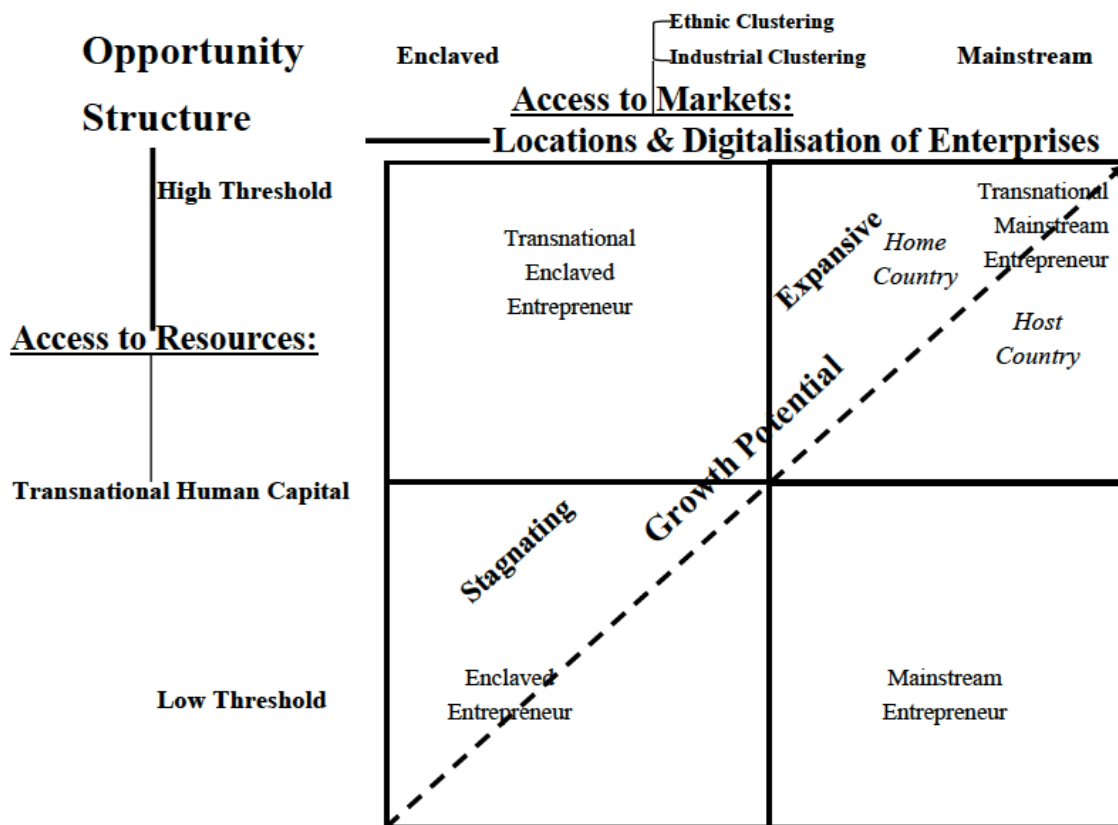 Opportunity
Structure
Enclaved
Ethnic Clustering
Industrial Clustering
Mainstream
Access to Markets:
Locations & Digitalisation of Enterprises
High Threshold
Access to Resources:
Transnational Human Capital
Low Threshold
Transnational
Enclaved
Entrepreneur
Expansive
Home
Country
Transnational
Mainstream
Entrepreneur
Host
Country
Growth Potential
Stagnating
Enclaved
Entrepreneur
Mainstream
Entrepreneur